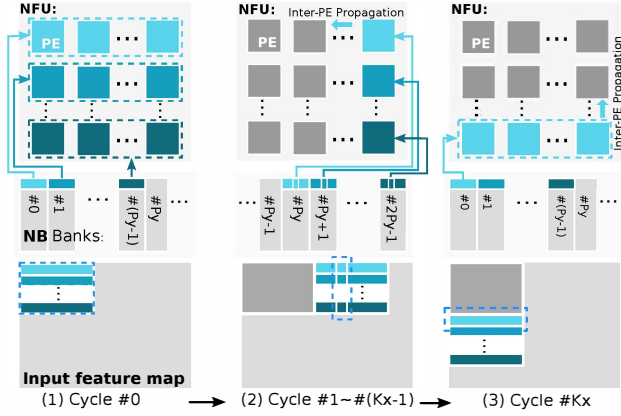 NFU:
PE
#0
#1
#(Py-1)
#Py
NB Banks:
Input feature map
(1) Cycle #0
NFU:
Inter-PE Propagation
PE
#Py-1
#Py
#Py+1
#2Py-1
(2) Cycle #1~#(Kx-1)
NFU:
PE
Inter-PE Propagation
#0
#1
#(Py-1)
#Py
(3) Cycle #Kx